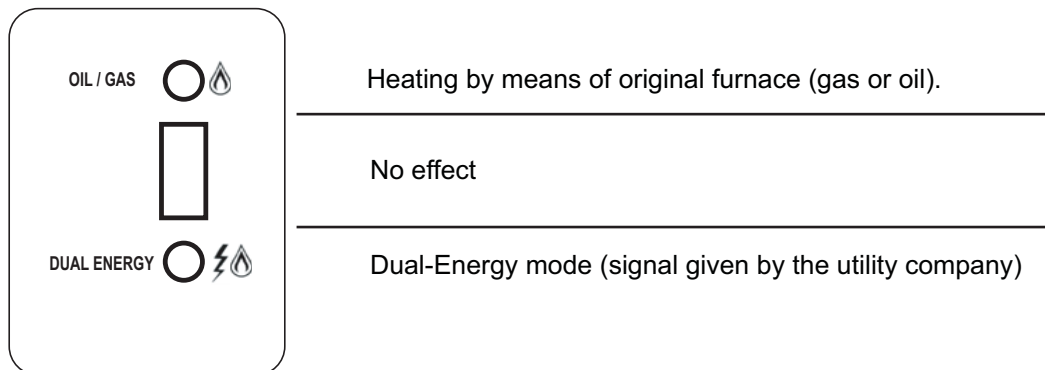 OIL / GAS
Heating by means of original furnace (gas or oil).
No effect
DUAL ENERGY
Dual-Energy mode (signal given by the utility company)